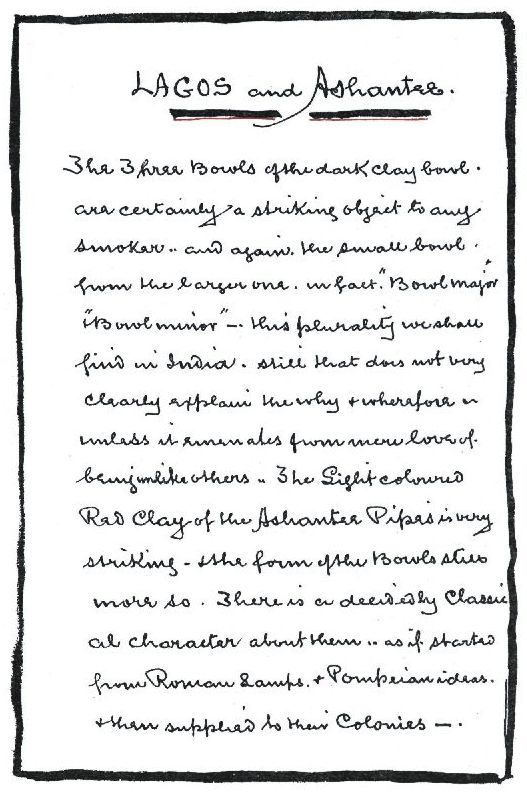 LAGOS and Ashantee.
The Three Bowls of the dark clay bowl.
are certainly a striking object to any
smoker.. and again. the small bowl.
from the larger one. in fact. "Bowl major"
"Bowl minor" –. this plurality we shall
find in India. still that does not very
clearly explain the why & wherefore –
unless it emenates from mere love of.
being unlike others .. The Light coloured
Red Clay of the Ashantee Pipes is very
striking - & the form of the Bowls still
more so. There is a decidedly Classic
al character about them .. as if started
from Roman Lamps. & Pompeian ideas.
& then supplied to their Colonies –.